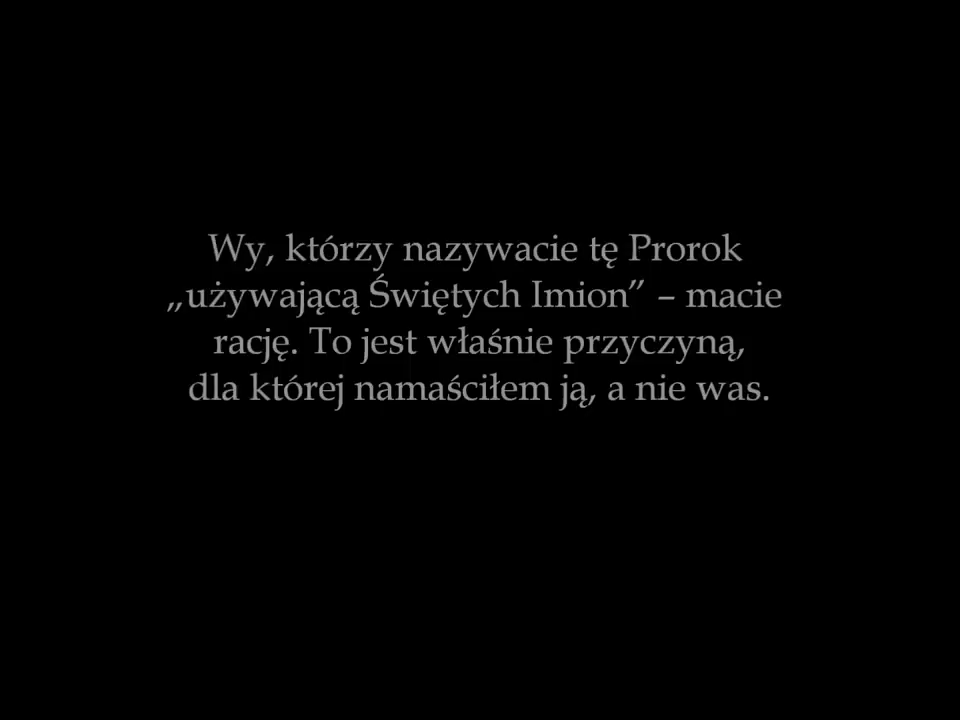 Wy, którzy nazywacie tę Prorok
„używającą Świętych Imion” – macie
rację. To jest właśnie przyczyną,
dla której namaściłem ją, a nie was.